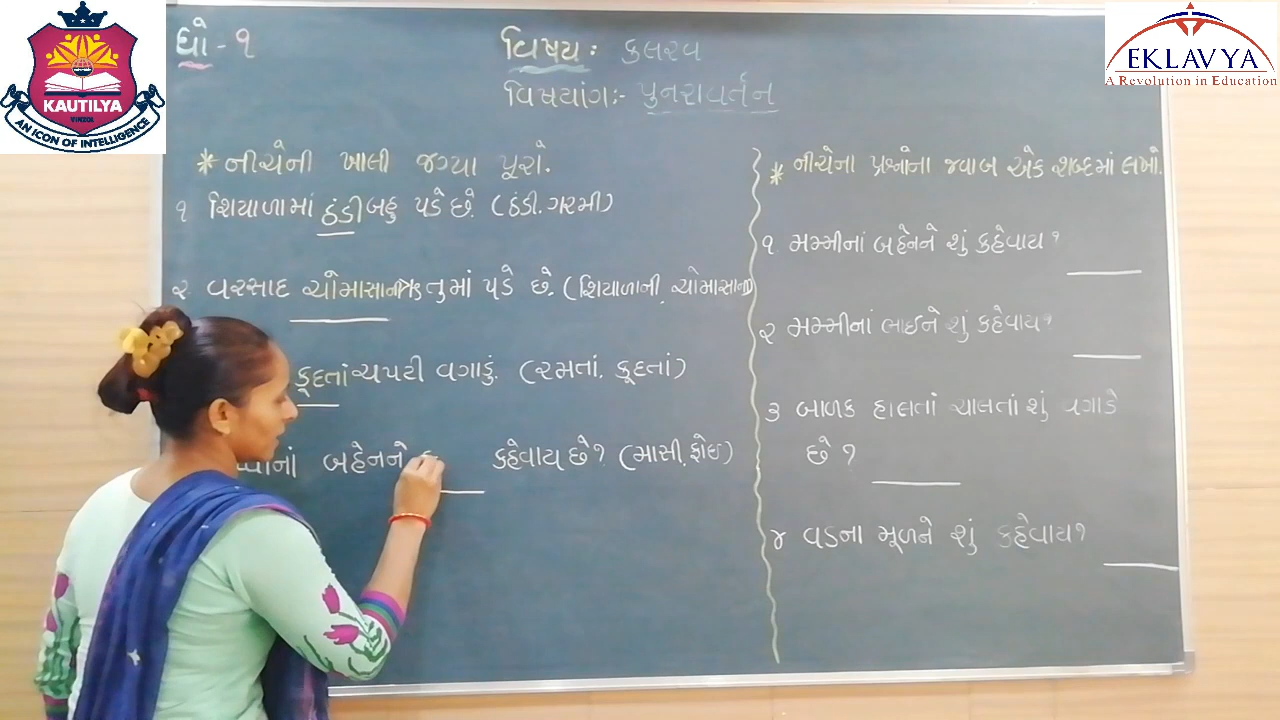 KAUTILYA
VINZOL
AN ICON OF INTELLIGENCE
EKLAVYA
A Revolution in Education
ધો - ૧
વિષય: કલરવ
વિષયાંગ:- પુનરાવર્તન
* નીચેની ખાલી જગ્યા પૂરો.
૧ શિયાળામાં ઠંડી બહુ પડે છે. (ઠંડી. ગરમી)
૨ વરસાદ ચોમાસાની ઋતુમાં પડે છે. (શિયાળાની, ચોમાસાની)
કૂદતાં ચપટી વગાડું. (રમતાં. કૂદતાં)
બહેનને કહેવાય છે? (માસી, ફોઇ)
* નીચેના પ્રશ્નોના જવાબ એક શબ્દમાં લખો.
૧ મમ્મીનાં બહેનને શું કહેવાય?
૨ મમ્મીનાં ભાઈને શું કહેવાય?
૩ બાળક હાલતાં ચાલતાં શું વગાડે
છે?
૪ વડના મૂળને શું કહેવાય?